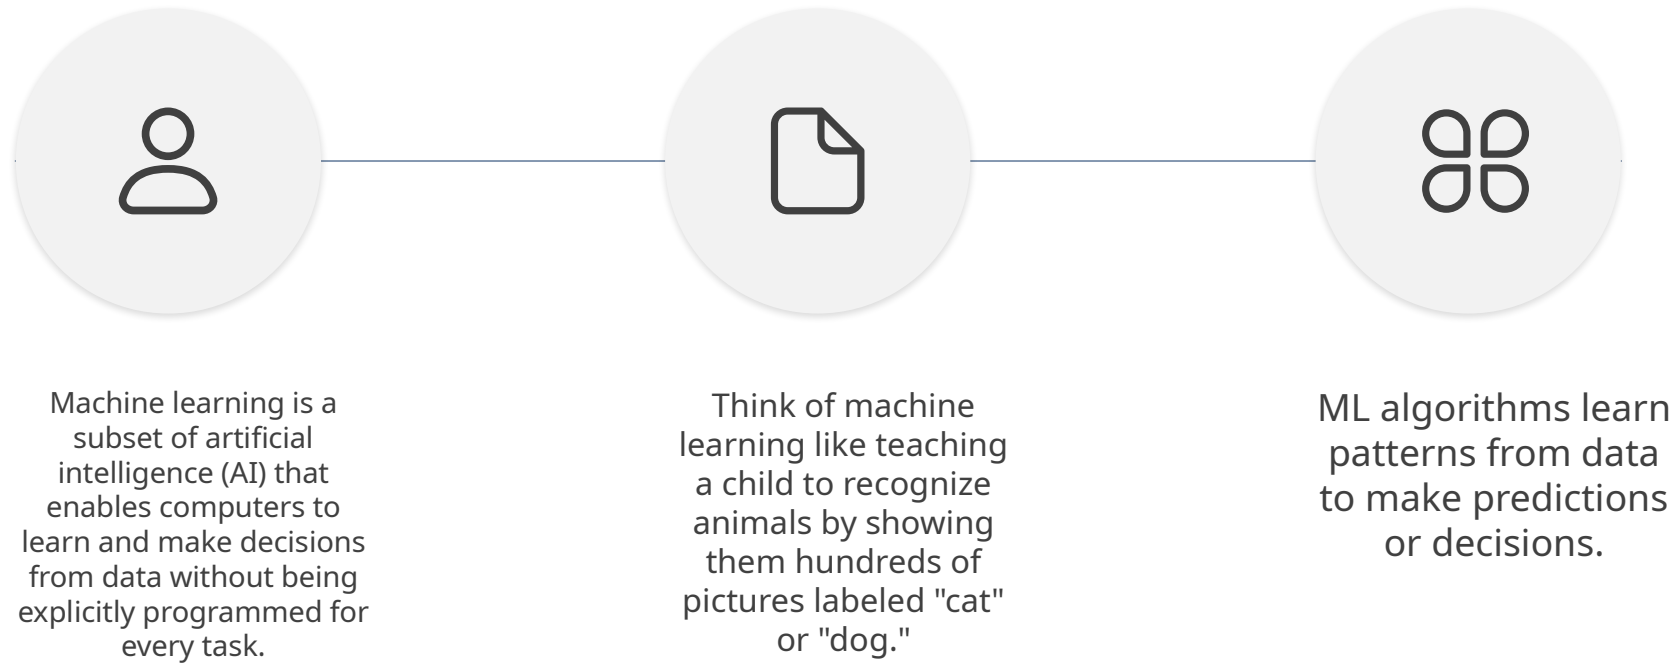 Machine learning is a
subset of artificial
intelligence (AI) that
enables computers to
learn and make decisions
from data without being
explicitly programmed for
every task.
Think of machine
learning like teaching
a child to recognize
animals by showing
them hundreds of
pictures labeled "cat"
or "dog."
ML algorithms learn
patterns from data
to make predictions
or decisions.